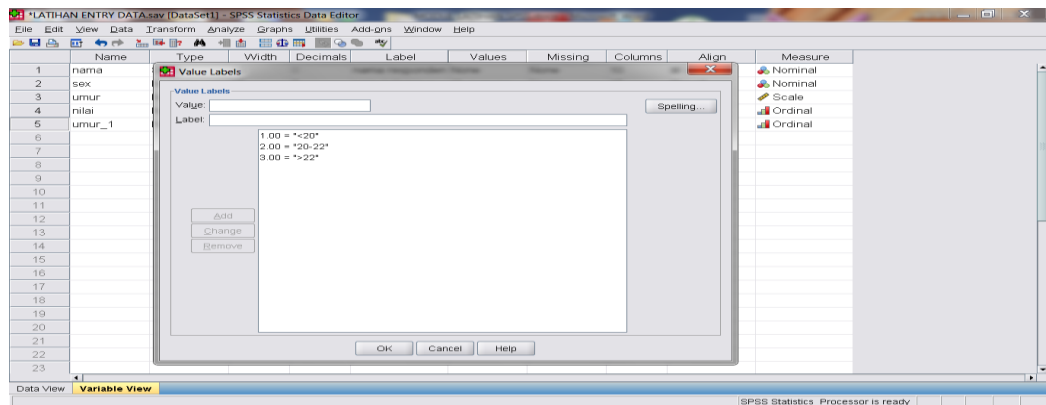 *LATIHAN ENTRY DATA.sav [DataSet1] - SPSS Statistics Data Editor
File Edit View Data Transform Analyze Graphs Utilities Add-ons Window Help
Name Type Width Decimals Label Values Missing Columns Align Measure
1 nama Nominal
2 sex Nominal
3 umur Scale
4 nilai Ordinal
5 umur_1 Ordinal
6
7
8
9
10
11
12
13
14
15
16
17
18
19
20
21
22
23
Value Labels
Value Labels
Value:
Spelling...
Label:
1.00 = "<20"
2.00 = "20-22"
3.00 = ">22"
Add
Change
Remove
OK Cancel Help
Data View Variable View
SPSS Statistics Processor is ready